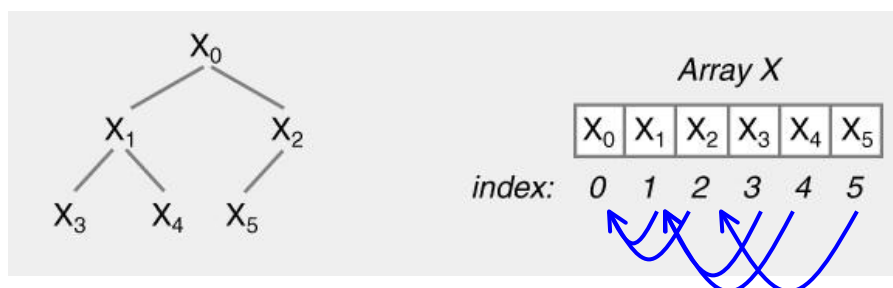 X₀
X₁ X₂
X₃ X₄ X₅
Array X
X₀ X₁ X₂ X₃ X₄ X₅
index: 0 1 2 3 4 5